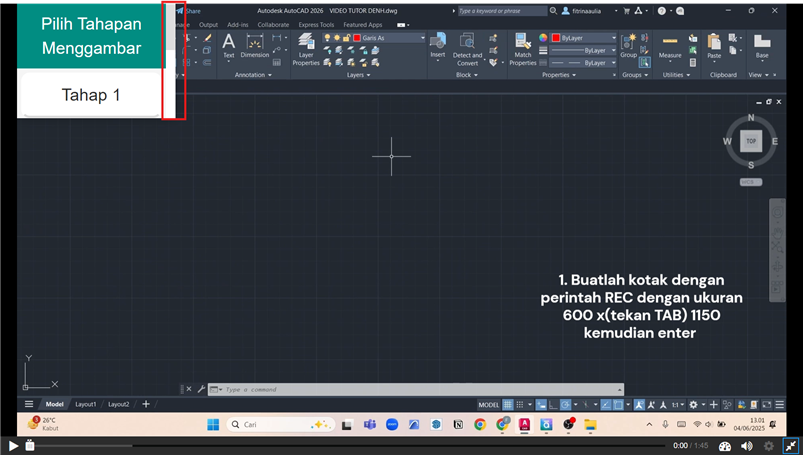 Pilih Tahapan
Menggambar
Tahap 1
Share
Autodesk AutoCAD 2026 VIDEO TUTOR DENH.dwg
Type a keyword or phrase
fitrinaaulia
Manage
Output
Add-ins
Collaborate
Express Tools
Featured Apps
Text
Dimension
Layer
Properties
Garis As
Insert
Detect and
Convert
Match
Properties
ByLayer
ByLayer
ByLayer
Group
Measure
Paste
Base
Annotation
Layers
Block
Properties
Groups
Utilities
Clipboard
View
N
W
TOP
E
S
WCS
1. Buatlah kotak dengan
perintah REC dengan ukuran
600 x(tekan TAB) 1150
kemudian enter
Y
X
Type a command
Model
Layout1
Layout2
+
MODEL
1:1
3
26°C
Kabut
Cari
13.01
04/06/2025
0:00 / 1:45